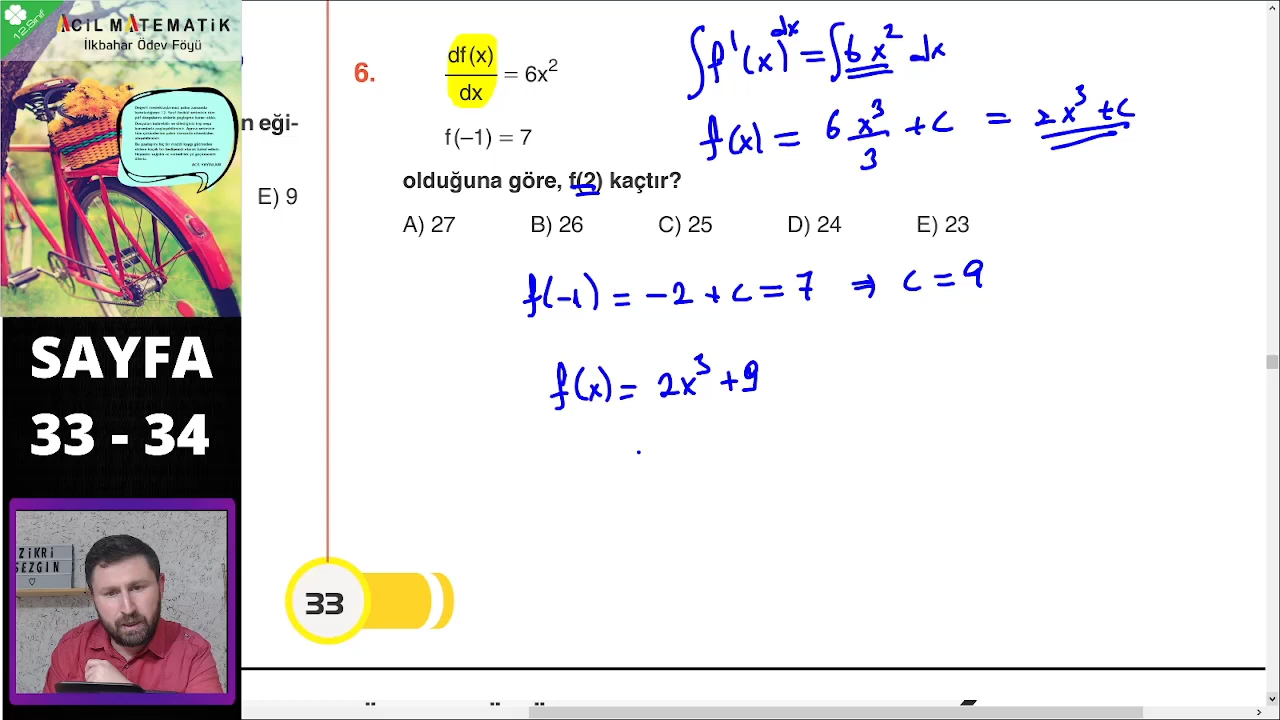 12.Sınıf
ACİL MATEMATİK
İlkbahar Ödev Föyü
n eği-
E) 9
SAYFA
33 - 34
ZİKRİ
SEZGİN
6. df(x)/dx = 6x²
f(–1) = 7
olduğuna göre, f(2) kaçtır?
A) 27 B) 26 C) 25 D) 24 E) 23
∫f'(x) dx = ∫6x² dx
f(x) = 6 x³/3 + c = 2x³ + c
f(-1) = -2 + c = 7 ⇒ c = 9
f(x) = 2x³ + 9
33